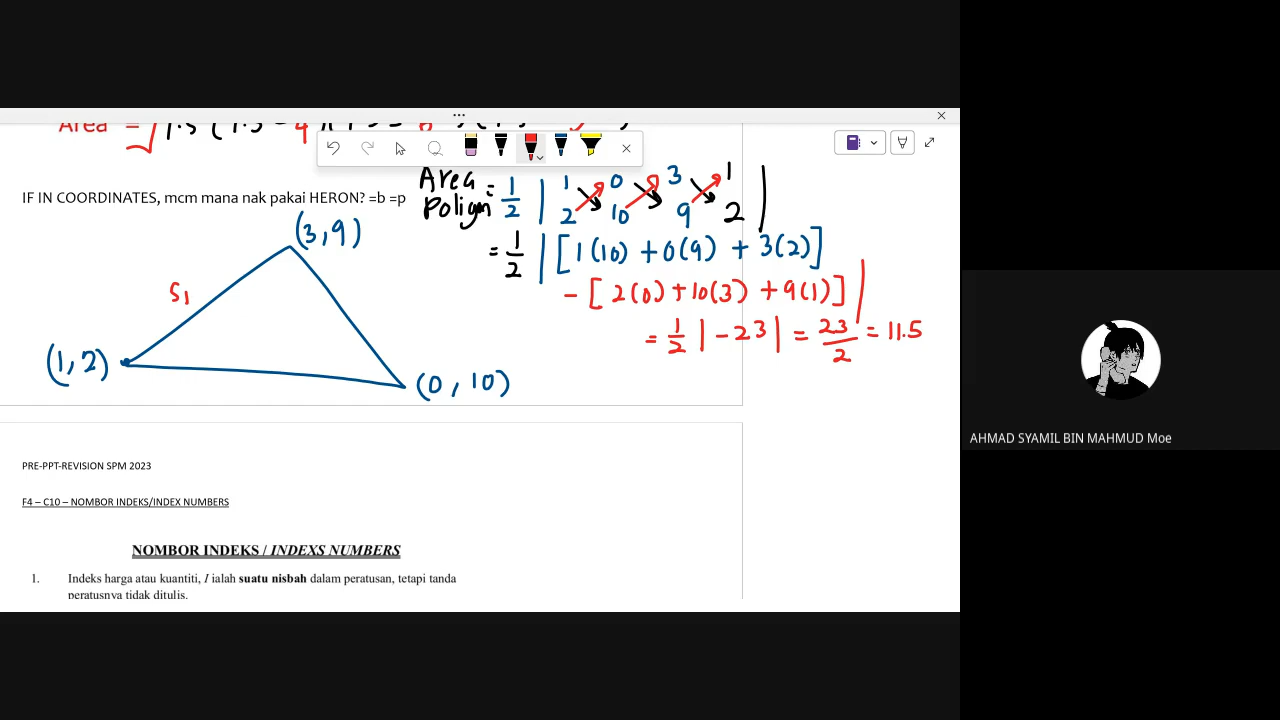 Area =
IF IN COORDINATES, mcm mana nak pakai HERON? =b =p
Area Poligon = 1/2 | 1 0 3 1
2 10 9 2 |
= 1/2 | [1(10) + 0(9) + 3(2)]
- [2(0) + 10(3) + 9(1)] |
= 1/2 | -23 | = 23/2 = 11.5
(3,9)
S1
(1,2)
(0,10)
PRE-PPT-REVISION SPM 2023
F4 – C10 – NOMBOR INDEKS/INDEX NUMBERS
NOMBOR INDEKS / INDEXS NUMBERS
1. Indeks harga atau kuantiti, I ialah suatu nisbah dalam peratusan, tetapi tanda
peratusnya tidak ditulis.
AHMAD SYAMIL BIN MAHMUD Moe